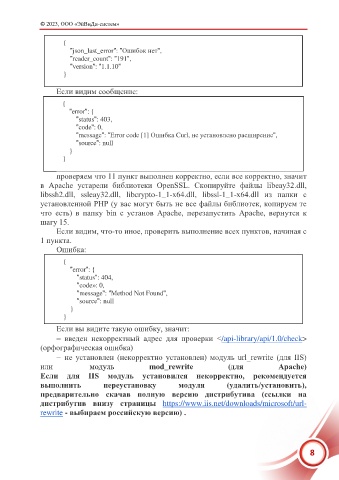 © 2023, ООО «ЭйВиДи-систем»
{
"json_last_error": "Ошибок нет",
"reader_count": "191",
"version": "1.1.10"
}
Если видим сообщение:
{
"error": {
"status": 403,
"code": 0,
"message": "Error code [1] Ошибка Curl, не установлено расширение",
"source": null
}
}
проверяем что 11 пункт выполнен корректно, если все корректно, значит
в Apache устарели библиотеки OpenSSL. Скопируйте файлы libeay32.dll,
libssh2.dll, ssleay32.dll, libcrypto-1_1-x64.dll, libssl-1_1-x64.dll из папки с
установленной PHP (у вас могут быть не все файлы библиотек, копируем те
что есть) в папку bin с установ Apache, перезапустить Apache, вернутся к
шагу 15.
Если видим, что-то иное, проверить выполнение всех пунктов, начиная с
1 пункта.
Ошибка:
{
"error": {
"status": 404,
"code»: 0,
"message": "Method Not Found",
"source": null
}
}
Если вы видите такую ошибку, значит:
– введен некорректный адрес для проверки </api-library/api/1.0/check>
(орфографическая ошибка)
– не установлен (некорректно установлен) модуль url_rewrite (для IIS)
или модуль mod_rewrite (для Apache)
Если для IIS модуль установился некорректно, рекомендуется
выполнить переустановку модуля (удалить/установить),
предварительно скачав полную версию дистрибутива (ссылки на
дистрибутив внизу страницы https://www.iis.net/downloads/microsoft/url-
rewrite - выбираем российскую версию) .
8